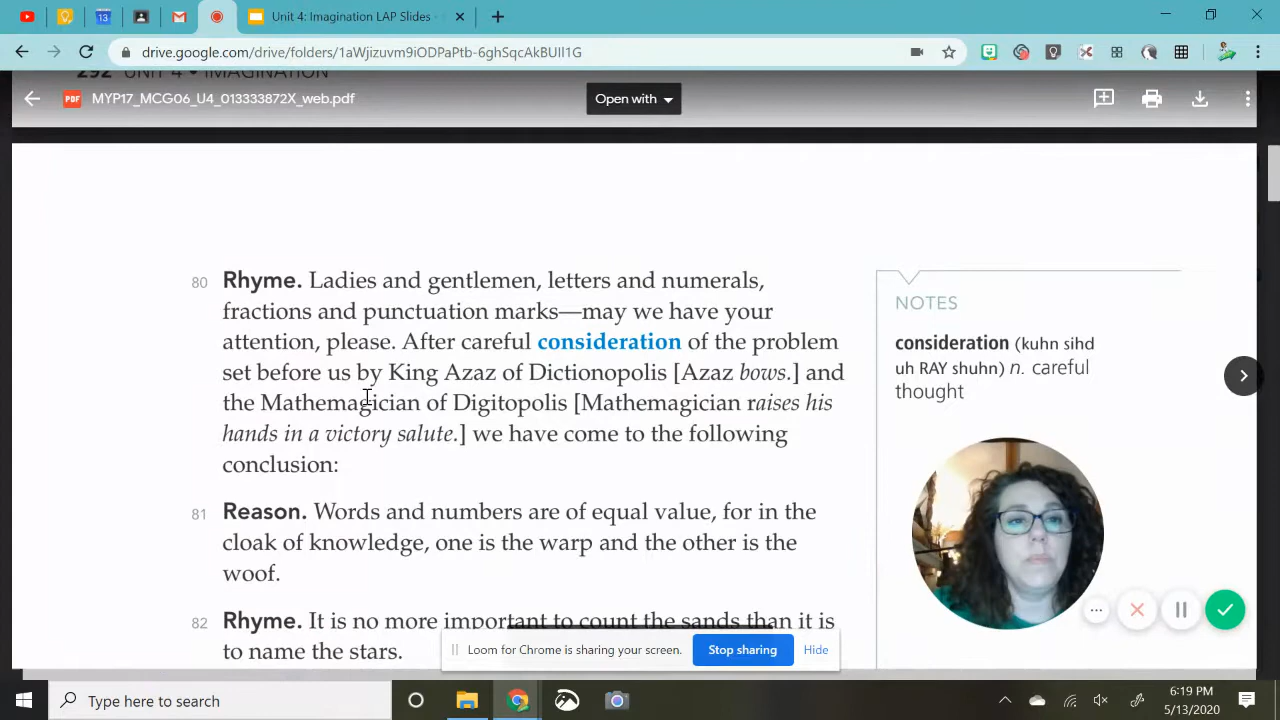 Unit 4: Imagination LAP Slides -
drive.google.com/drive/folders/1aWjizuvm9iODPaPtb-6ghSqcAkBUIl1G
292 UNIT 4 • IMAGINATION
PDF MYP17_MCG06_U4_013333872X_web.pdf
Open with
80 Rhyme. Ladies and gentlemen, letters and numerals,
fractions and punctuation marks—may we have your
attention, please. After careful consideration of the problem
set before us by King Azaz of Dictionopolis [Azaz bows.] and
the Mathemagician of Digitopolis [Mathemagician raises his
hands in a victory salute.] we have come to the following
conclusion:
81 Reason. Words and numbers are of equal value, for in the
cloak of knowledge, one is the warp and the other is the
woof.
82 Rhyme. It is no more important to count the sands than it is
to name the stars.
NOTES
consideration (kuhn sihd
uh RAY shuhn) n. careful
thought
Loom for Chrome is sharing your screen.
Stop sharing
Hide
Type here to search
6:19 PM
5/13/2020